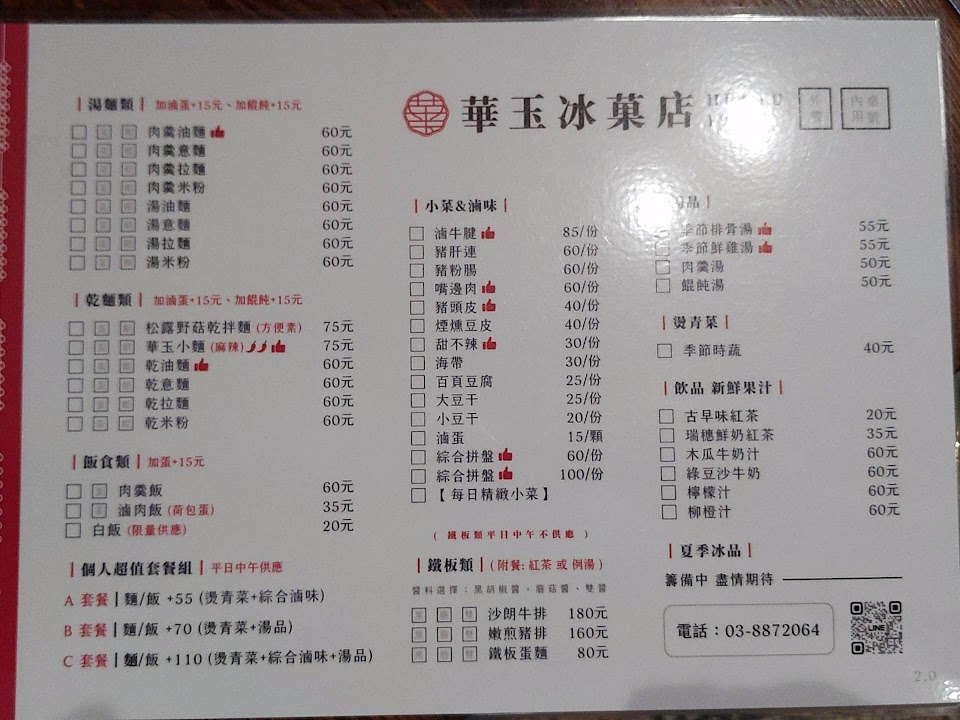 華玉冰菓店
外帶
內用 桌號
湯麵類 加滷蛋+15元、加餛飩+15元
肉羹油麵 60元
肉羹意麵 60元
肉羹拉麵 60元
肉羹米粉 60元
湯油麵 60元
湯意麵 60元
湯拉麵 60元
湯米粉 60元
乾麵類 加滷蛋+15元、加餛飩+15元
松露野菇乾拌麵 (方便素) 75元
華玉小麵 (麻辣) 75元
乾油麵 60元
乾意麵 60元
乾拉麵 60元
乾米粉 60元
飯食類 加蛋+15元
肉羹飯 60元
滷肉飯 (荷包蛋) 35元
白飯 (限量供應) 20元
個人超值套餐組 平日中午供應
A 套餐 麵/飯 +55 (燙青菜+綜合滷味)
B 套餐 麵/飯 +70 (燙青菜+湯品)
C 套餐 麵/飯 +110 (燙青菜+綜合滷味+湯品)
小菜&滷味
滷牛腱 85/份
豬肝連 60/份
豬粉腸 60/份
嘴邊肉 60/份
豬頭皮 40/份
煙燻豆皮 40/份
甜不辣 30/份
海帶 30/份
百頁豆腐 25/份
大豆干 25/份
小豆干 20/份
滷蛋 15/顆
綜合拼盤 60/份
綜合拼盤 100/份
【每日精緻小菜】
( 鐵板類平日中午不供應 )
鐵板類 (附餐: 紅茶 或 例湯)
醬料選擇：黑胡椒醬、蘑菇醬、雙醬
沙朗牛排 180元
嫩煎豬排 160元
鐵板蛋麵 80元
品
季節排骨湯 55元
季節鮮雞湯 55元
肉羹湯 50元
餛飩湯 50元
燙青菜
季節時蔬 40元
飲品 新鮮果汁
古早味紅茶 20元
瑞穗鮮奶紅茶 35元
木瓜牛奶汁 60元
綠豆沙牛奶 60元
檸檬汁 60元
柳橙汁 60元
夏季冰品
籌備中 盡情期待
電話：03-8872064
LINE
2.0